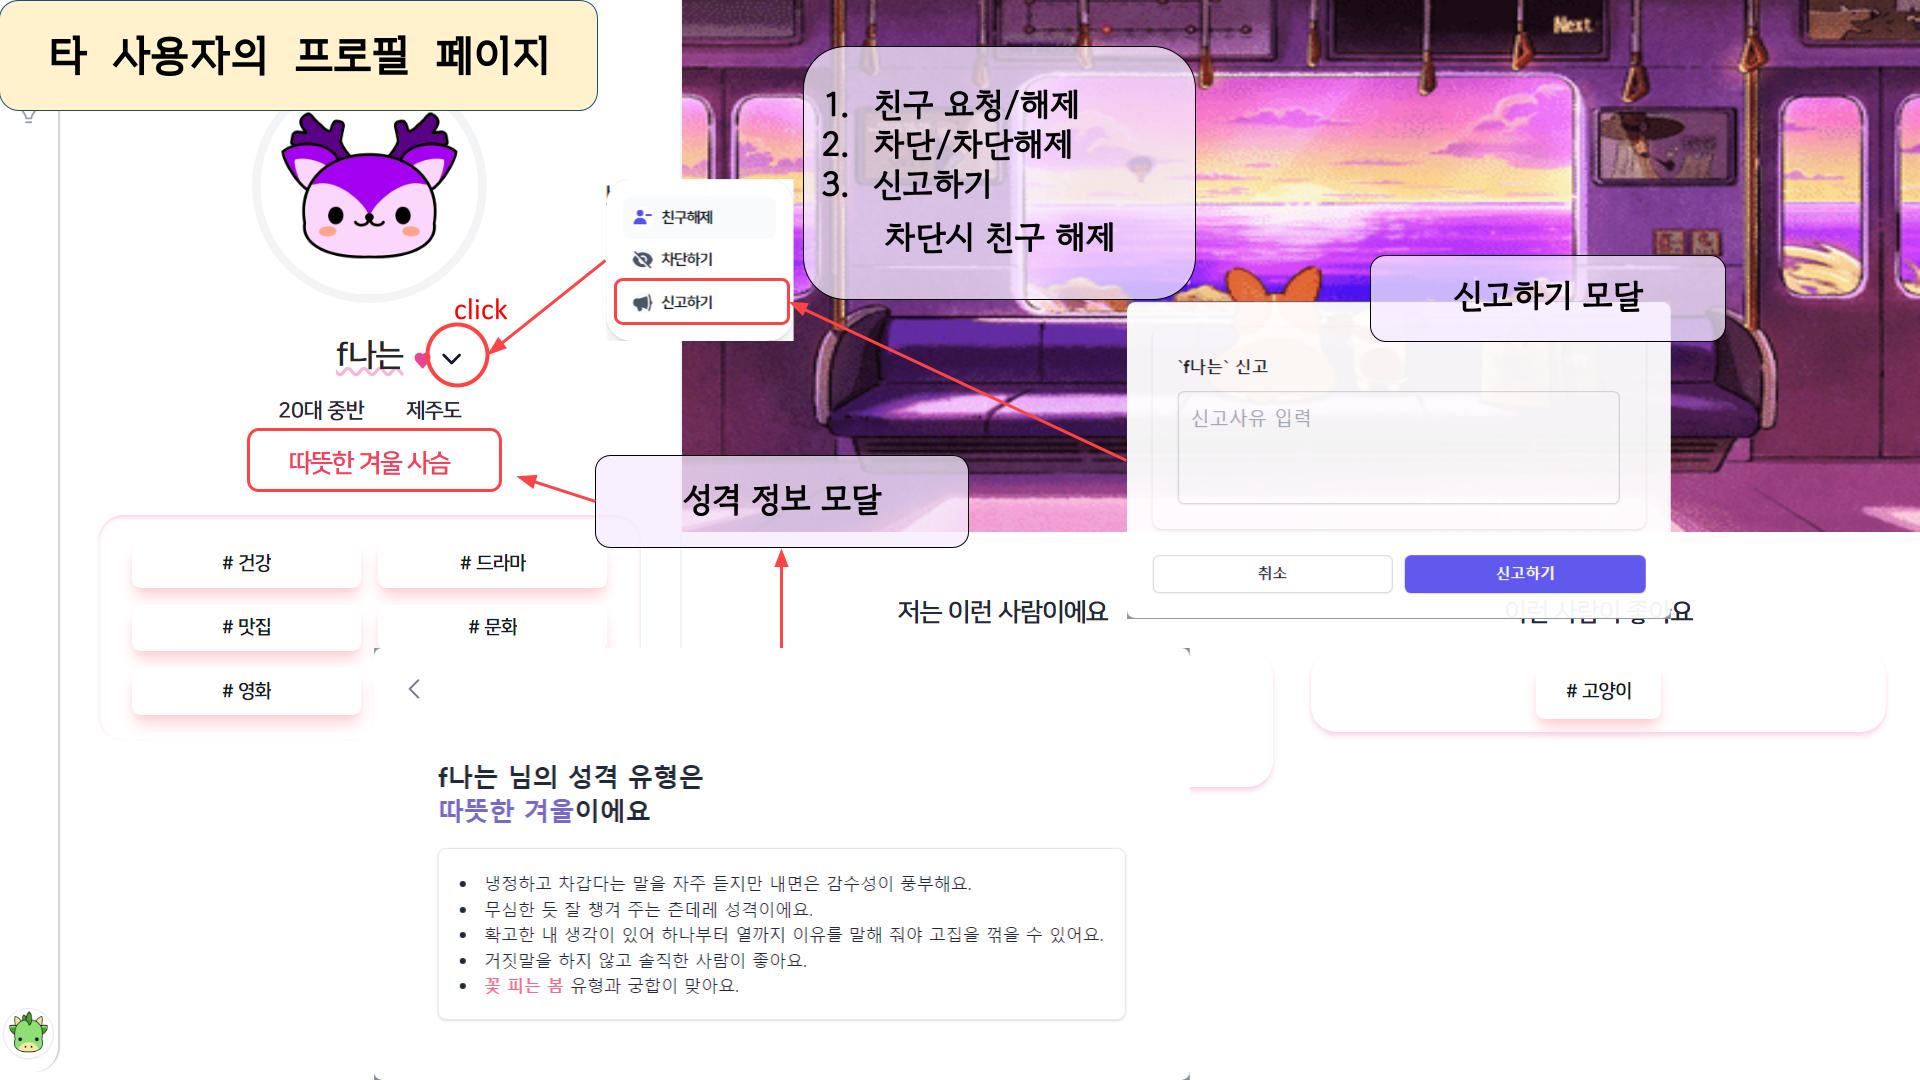 타 사용자의 프로필 페이지
Next
1. 친구 요청/해제
2. 차단/차단해제
3. 신고하기
차단시 친구 해제
친구해제
차단하기
신고하기
click
신고하기 모달
f나는
20대 중반 제주도
따뜻한 겨울 사슴
`f나는` 신고
신고사유 입력
취소 신고하기
성격 정보 모달
# 건강 # 드라마
# 맛집 # 문화
# 영화
저는 이런 사람이에요
이런 사람이 좋아요
# 고양이
f나는 님의 성격 유형은
따뜻한 겨울이에요
냉정하고 차갑다는 말을 자주 듣지만 내면은 감수성이 풍부해요.
무심한 듯 잘 챙겨 주는 츤데레 성격이에요.
확고한 내 생각이 있어 하나부터 열까지 이유를 말해 줘야 고집을 꺾을 수 있어요.
거짓말을 하지 않고 솔직한 사람이 좋아요.
꽃 피는 봄 유형과 궁합이 맞아요.